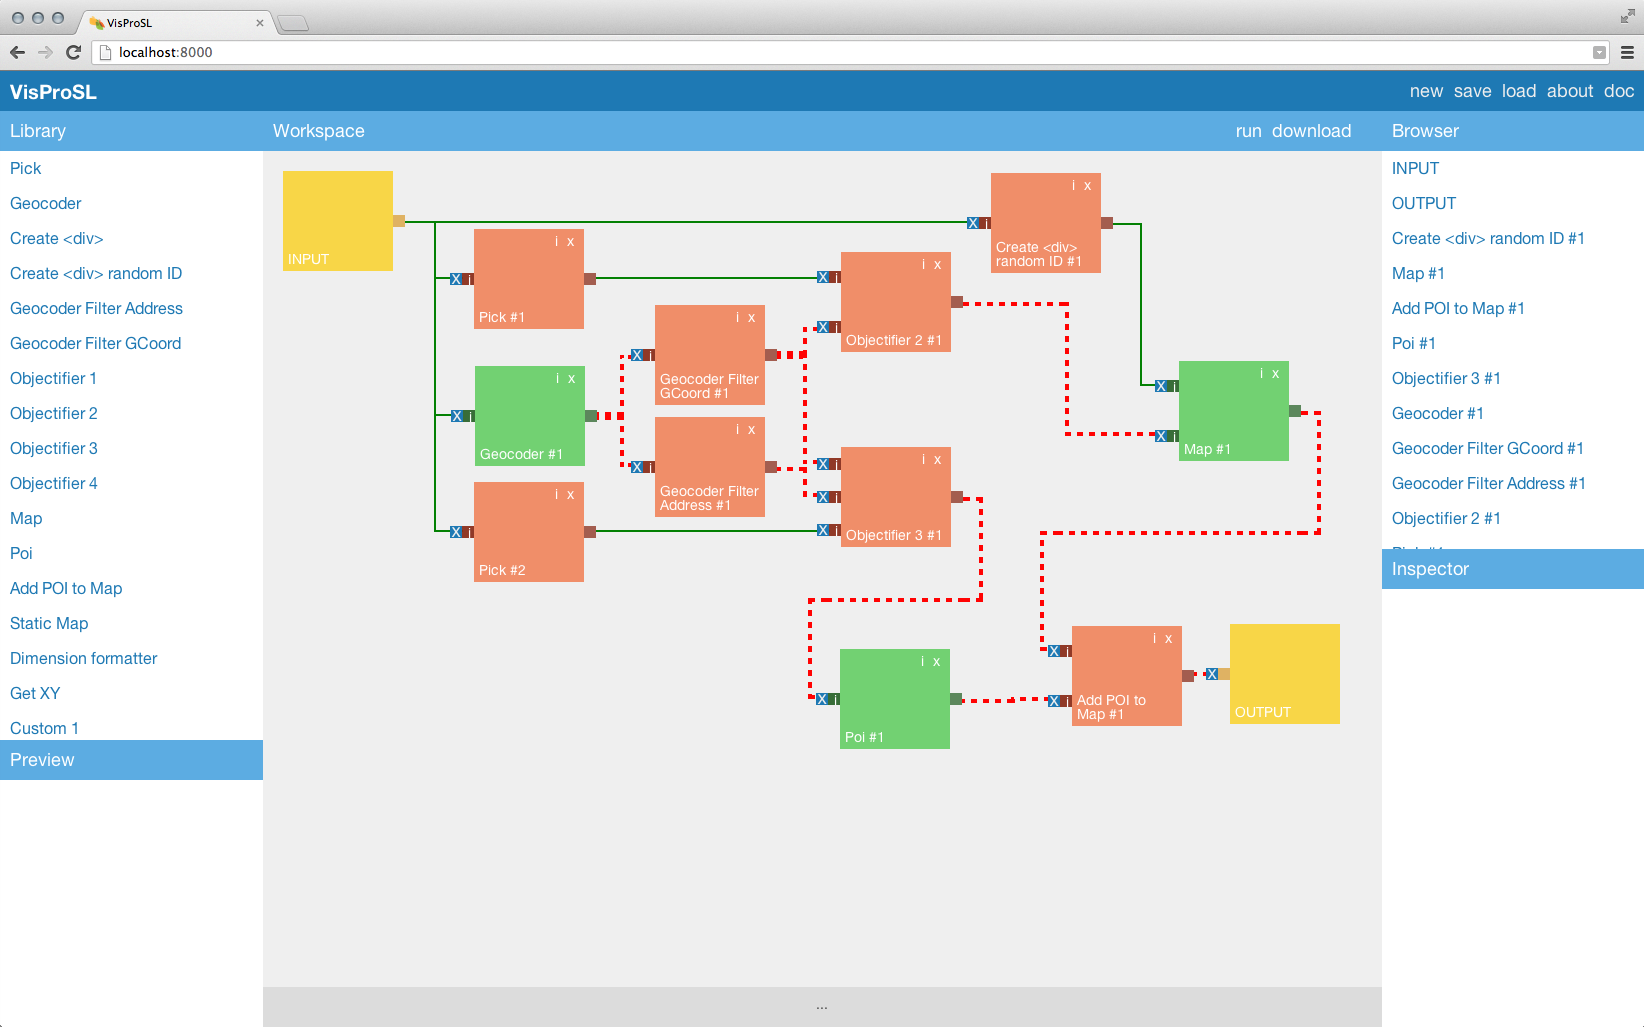 VisProSL
localhost:8000
VisProSL
new save load about doc
Library
Workspace
run download
Browser
Pick
Geocoder
Create <div>
Create <div> random ID
Geocoder Filter Address
Geocoder Filter GCoord
Objectifier 1
Objectifier 2
Objectifier 3
Objectifier 4
Map
Poi
Add POI to Map
Static Map
Dimension formatter
Get XY
Custom 1
Preview
INPUT
i x
Pick #1
i x
Geocoder #1
i x
Pick #2
i x
Geocoder Filter
GCoord #1
i x
Geocoder Filter
Address #1
i x
Objectifier 2 #1
i x
Objectifier 3 #1
i x
Create <div>
random ID #1
i x
Map #1
i x
Poi #1
i x
Add POI to
Map #1
OUTPUT
...
INPUT
OUTPUT
Create <div> random ID #1
Map #1
Add POI to Map #1
Poi #1
Objectifier 3 #1
Geocoder #1
Geocoder Filter GCoord #1
Geocoder Filter Address #1
Objectifier 2 #1
Inspector